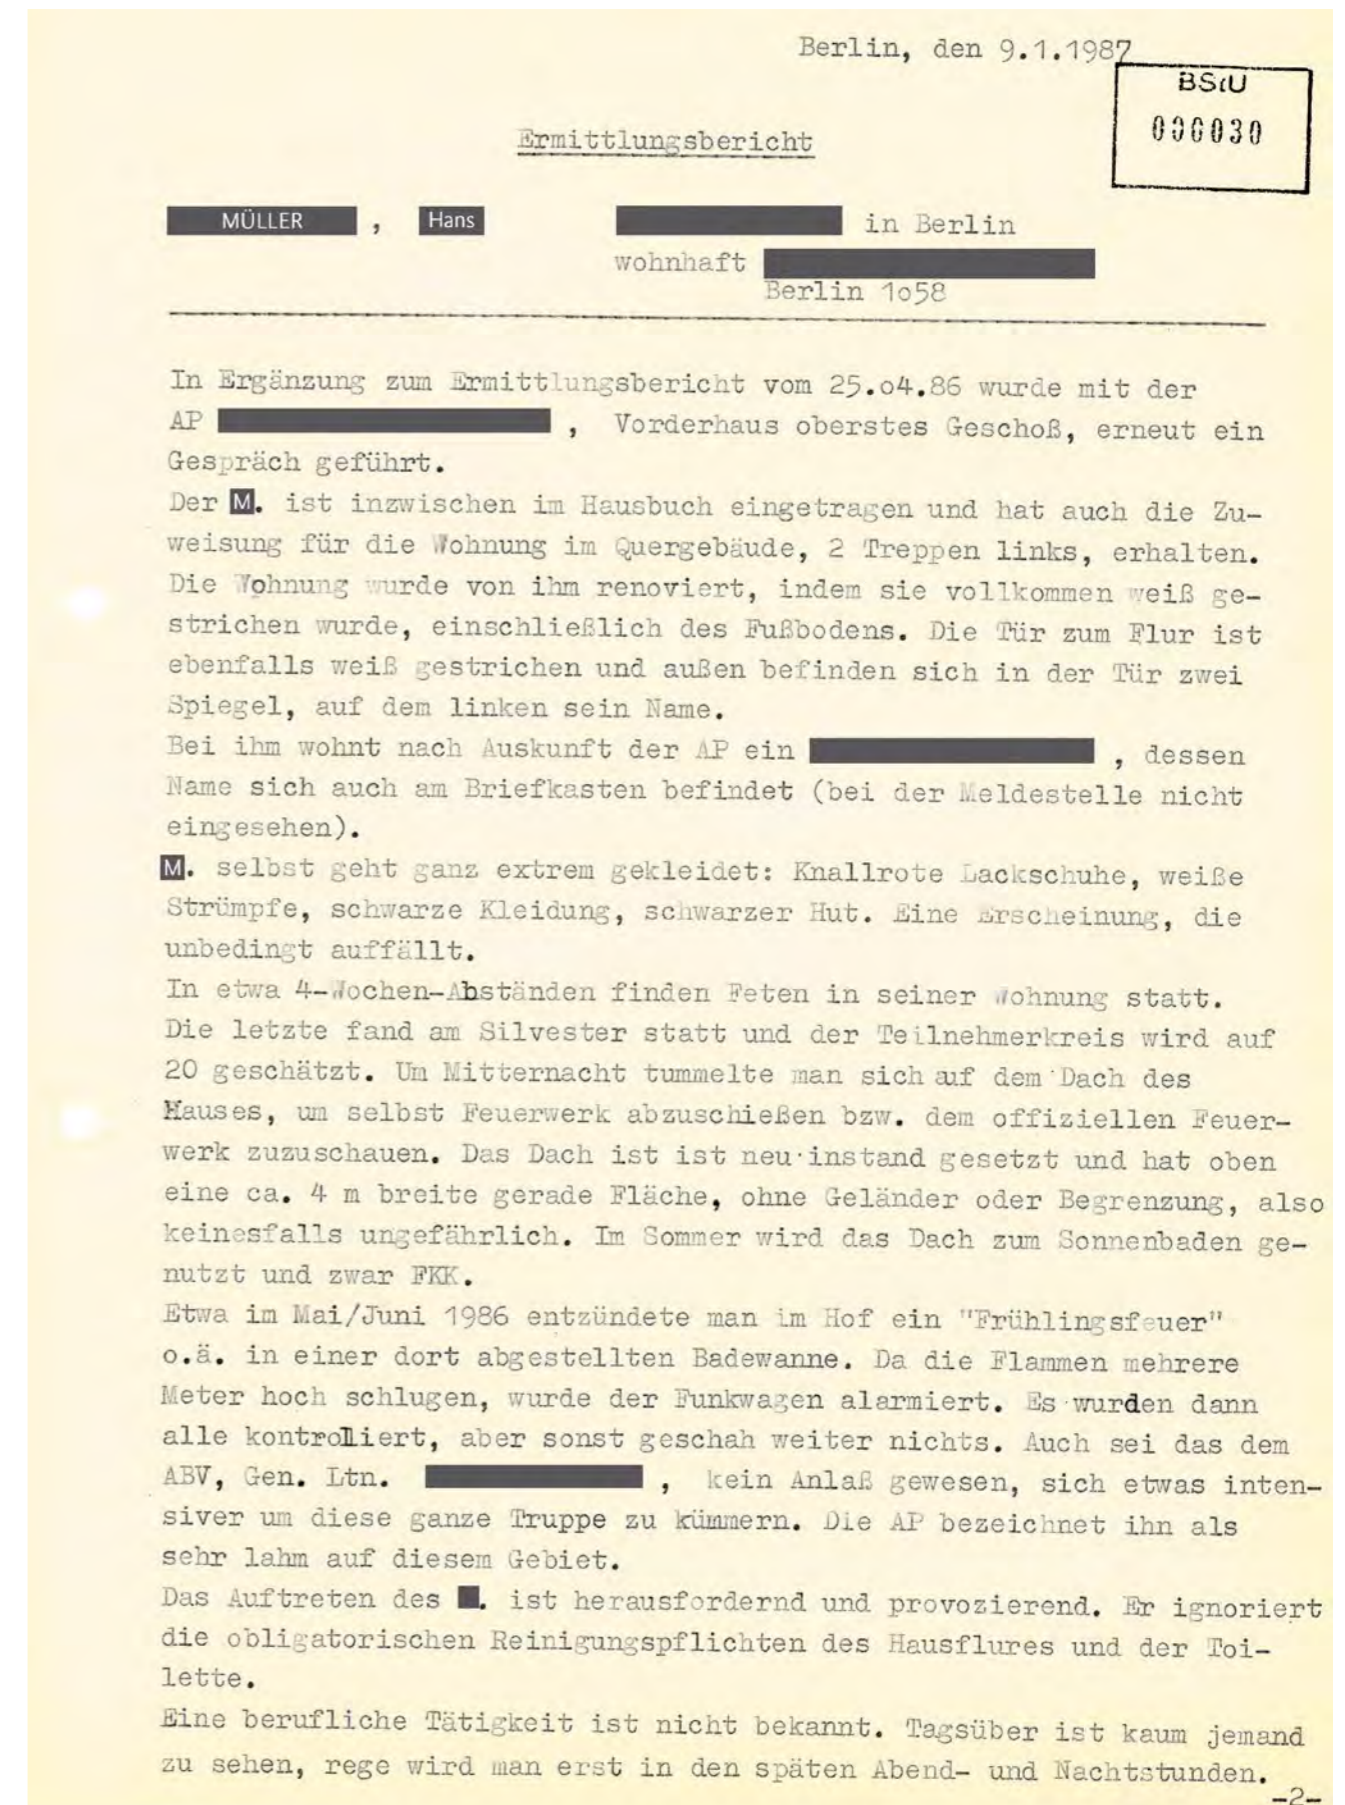 Berlin, den 9.1.1987
BStU
000030
Ermittlungsbericht
MÜLLER , Hans in Berlin
wohnhaft
Berlin 1o58
In Ergänzung zum Ermittlungsbericht vom 25.o4.86 wurde mit der
AP , Vorderhaus oberstes Geschoß, erneut ein
Gespräch geführt.
Der M. ist inzwischen im Hausbuch eingetragen und hat auch die Zu-
weisung für die Wohnung im Quergebäude, 2 Treppen links, erhalten.
Die Wohnung wurde von ihm renoviert, indem sie vollkommen weiß ge-
strichen wurde, einschließlich des Fußbodens. Die Tür zum Flur ist
ebenfalls weiß gestrichen und außen befinden sich in der Tür zwei
Spiegel, auf dem linken sein Name.
Bei ihm wohnt nach Auskunft der AP ein , dessen
Name sich auch am Briefkasten befindet (bei der Meldestelle nicht
eingesehen).
M. selbst geht ganz extrem gekleidet: Knallrote Lackschuhe, weiße
Strümpfe, schwarze Kleidung, schwarzer Hut. Eine Erscheinung, die
unbedingt auffällt.
In etwa 4-Wochen-Abständen finden Feten in seiner Wohnung statt.
Die letzte fand am Silvester statt und der Teilnehmerkreis wird auf
20 geschätzt. Um Mitternacht tummelte man sich auf dem Dach des
Hauses, um selbst Feuerwerk abzuschießen bzw. dem offiziellen Feuer-
werk zuzuschauen. Das Dach ist ist neu instand gesetzt und hat oben
eine ca. 4 m breite gerade Fläche, ohne Geländer oder Begrenzung, also
keinesfalls ungefährlich. Im Sommer wird das Dach zum Sonnenbaden ge-
nutzt und zwar FKK.
Etwa im Mai/Juni 1986 entzündete man im Hof ein "Frühlingsfeuer"
o.ä. in einer dort abgestellten Badewanne. Da die Flammen mehrere
Meter hoch schlugen, wurde der Funkwagen alarmiert. Es wurden dann
alle kontrolliert, aber sonst geschah weiter nichts. Auch sei das dem
ABV, Gen. Ltn. , kein Anlaß gewesen, sich etwas inten-
siver um diese ganze Truppe zu kümmern. Die AP bezeichnet ihn als
sehr lahm auf diesem Gebiet.
Das Auftreten des . ist herausfordernd und provozierend. Er ignoriert
die obligatorischen Reinigungspflichten des Hausflures und der Toi-
lette.
Eine berufliche Tätigkeit ist nicht bekannt. Tagsüber ist kaum jemand
zu sehen, rege wird man erst in den späten Abend- und Nachtstunden.
-2-